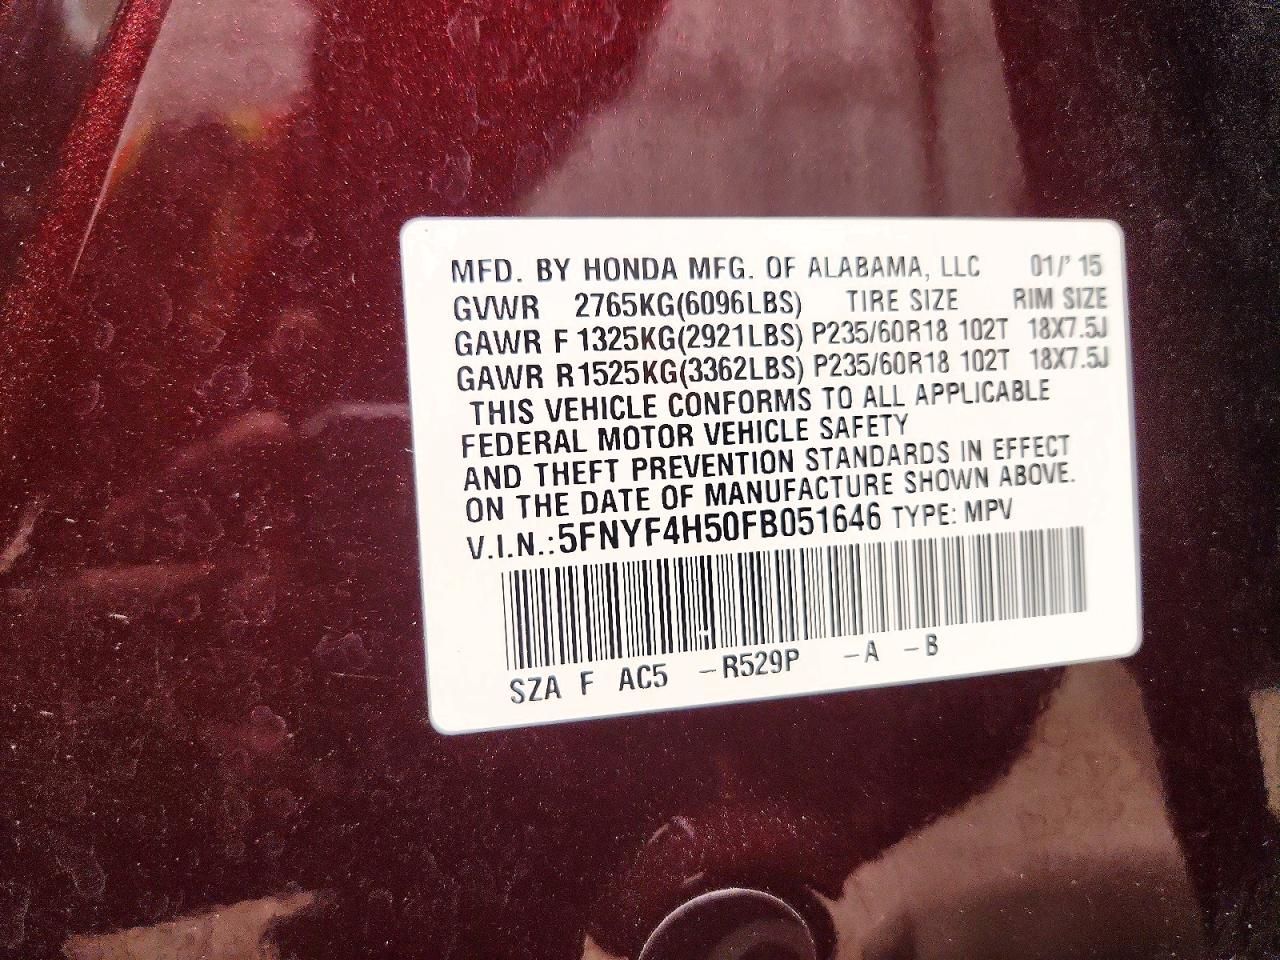 MFD. BY HONDA MFG. OF ALABAMA, LLC 01/' 15
GVWR 2765KG(6096LBS) TIRE SIZE RIM SIZE
GAWR F 1325KG(2921LBS) P235/60R18 102T 18X7.5J
GAWR R1525KG(3362LBS) P235/60R18 102T 18X7.5J
THIS VEHICLE CONFORMS TO ALL APPLICABLE
FEDERAL MOTOR VEHICLE SAFETY
AND THEFT PREVENTION STANDARDS IN EFFECT
ON THE DATE OF MANUFACTURE SHOWN ABOVE.
V.I.N.:5FNYF4H50FB051646 TYPE: MPV
SZA F AC5 –R529P –A –B